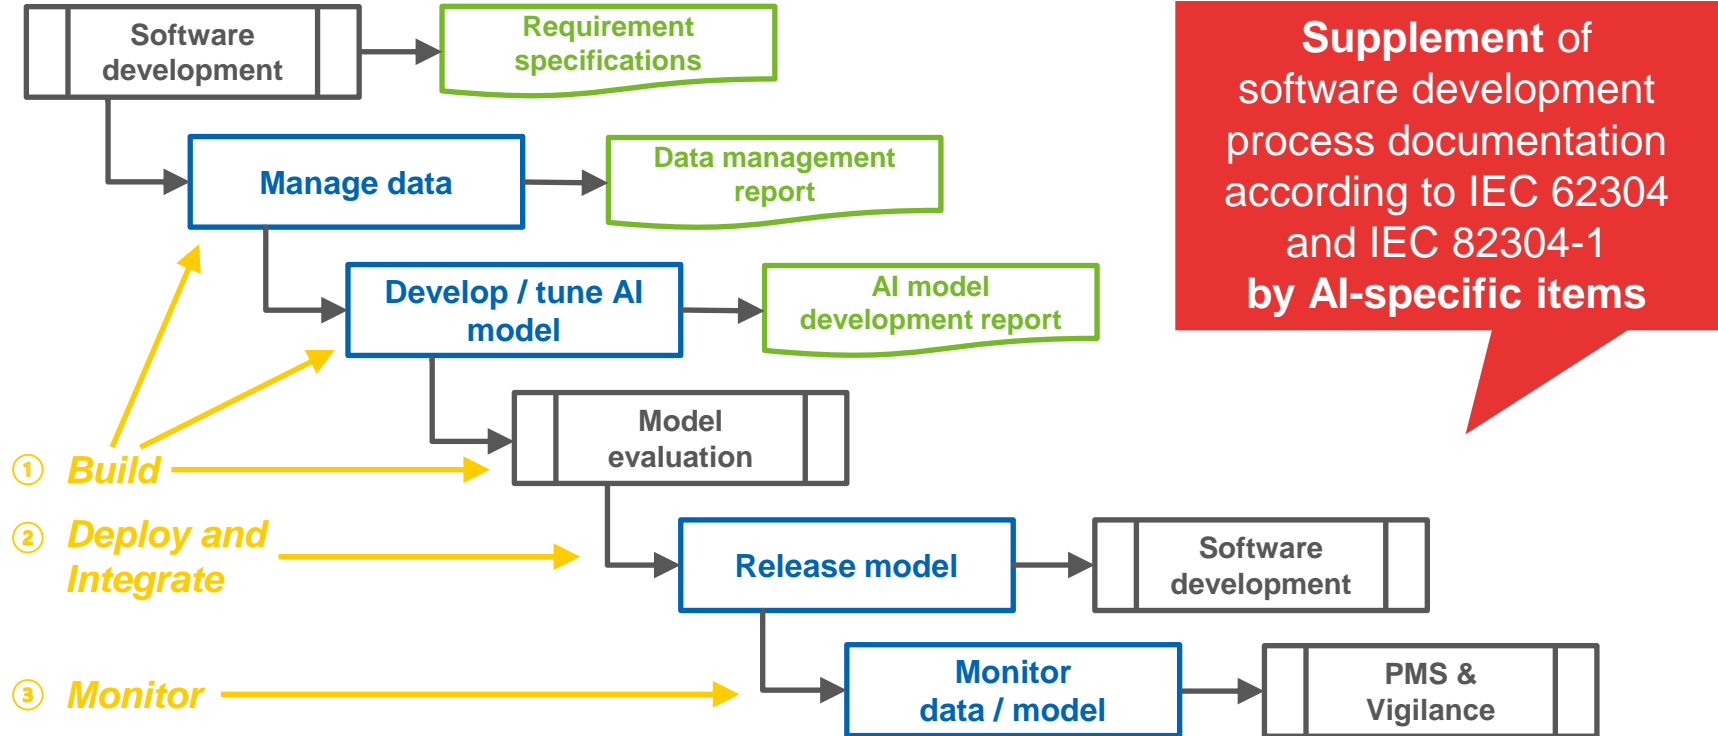 Software
development
Requirement
specifications
Supplement of
software development
process documentation
according to IEC 62304
and IEC 82304-1
by AI-specific items
Manage data
Data management
report
Develop / tune AI
model
AI model
development report
Model
evaluation
① Build
② Deploy and
Integrate
Release model
Software
development
③ Monitor
Monitor
data / model
PMS &
Vigilance